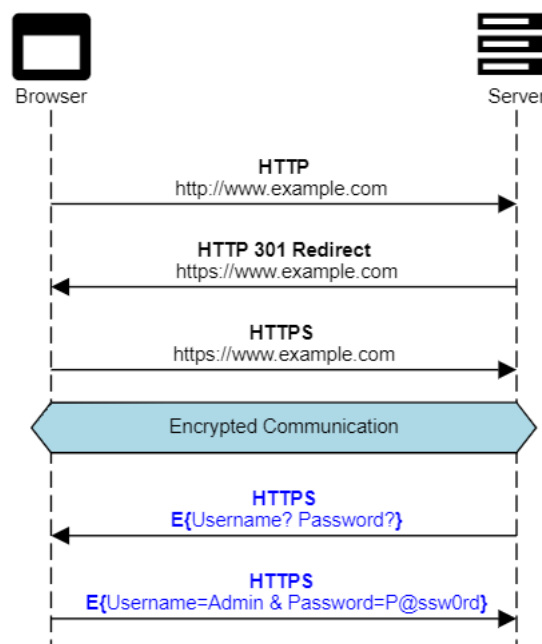 Browser
Server
HTTP
http://www.example.com
HTTP 301 Redirect
https://www.example.com
HTTPS
https://www.example.com
Encrypted Communication
HTTPS
E{Username? Password?}
HTTPS
E{Username=Admin & Password=P@ssw0rd}